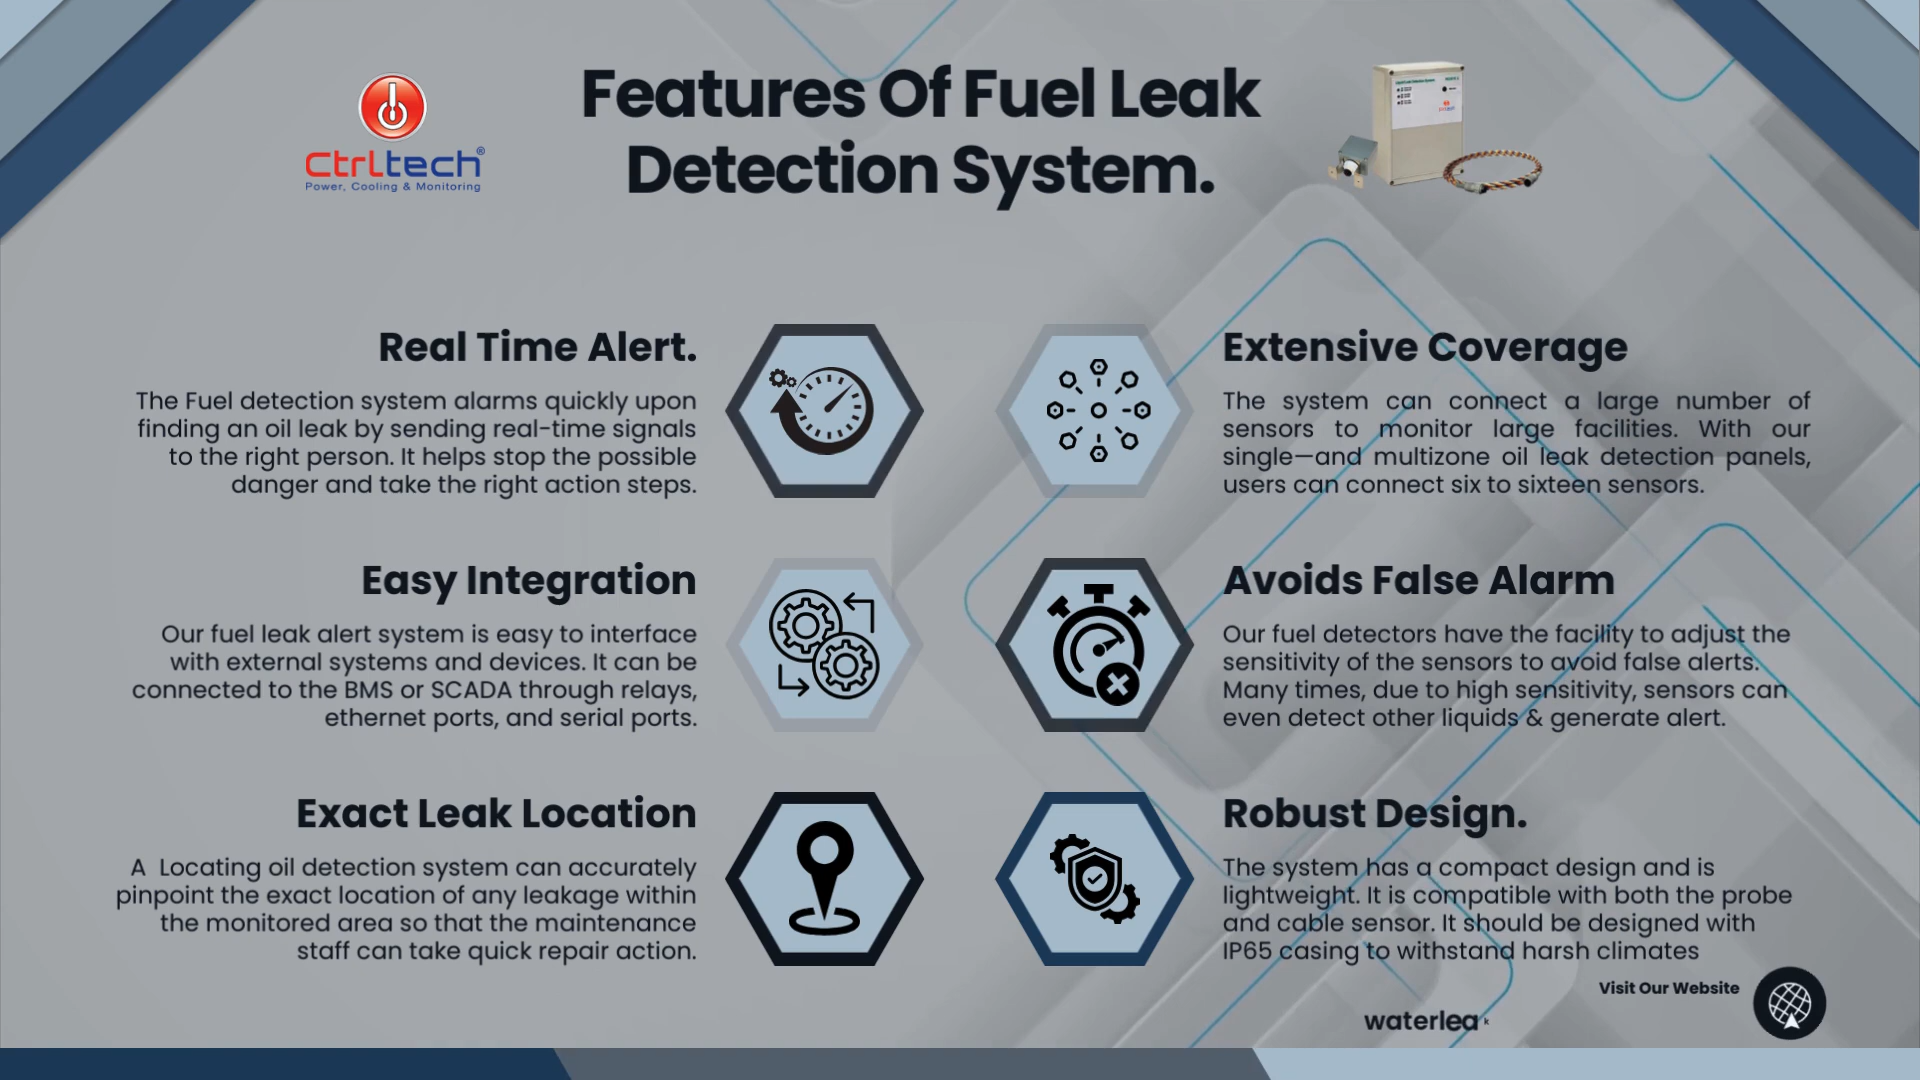 Ctrltech®
Power, Cooling & Monitoring
Features Of Fuel Leak
Detection System.
Real Time Alert.
The Fuel detection system alarms quickly upon
finding an oil leak by sending real-time signals
to the right person. It helps stop the possible
danger and take the right action steps.
Extensive Coverage
The system can connect a large number of
sensors to monitor large facilities. With our
single—and multizone oil leak detection panels,
users can connect six to sixteen sensors.
Easy Integration
Our fuel leak alert system is easy to interface
with external systems and devices. It can be
connected to the BMS or SCADA through relays,
ethernet ports, and serial ports.
Avoids False Alarm
Our fuel detectors have the facility to adjust the
sensitivity of the sensors to avoid false alerts.
Many times, due to high sensitivity, sensors can
even detect other liquids & generate alert.
Exact Leak Location
A Locating oil detection system can accurately
pinpoint the exact location of any leakage within
the monitored area so that the maintenance
staff can take quick repair action.
Robust Design.
The system has a compact design and is
lightweight. It is compatible with both the probe
and cable sensor. It should be designed with
IP65 casing to withstand harsh climates
Visit Our Website
waterleak